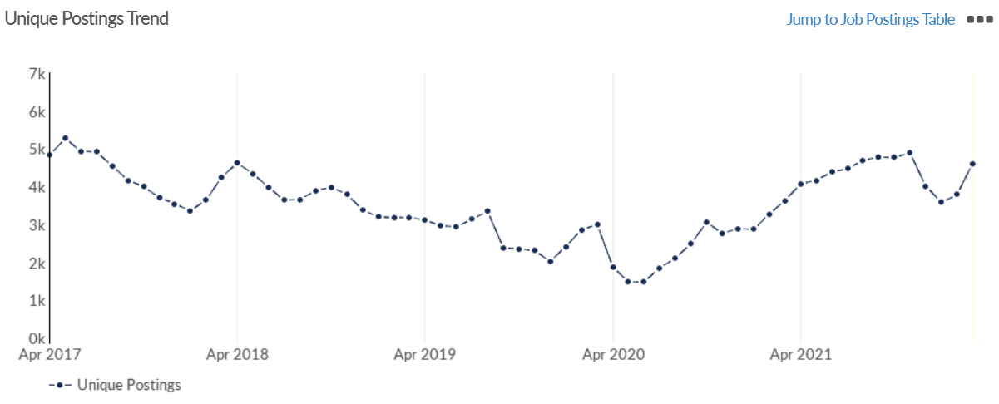 Unique Postings Trend
Jump to Job Postings Table
7k
6k
5k
4k
3k
2k
1k
0k
Apr 2017 Apr 2018 Apr 2019 Apr 2020 Apr 2021
Unique Postings